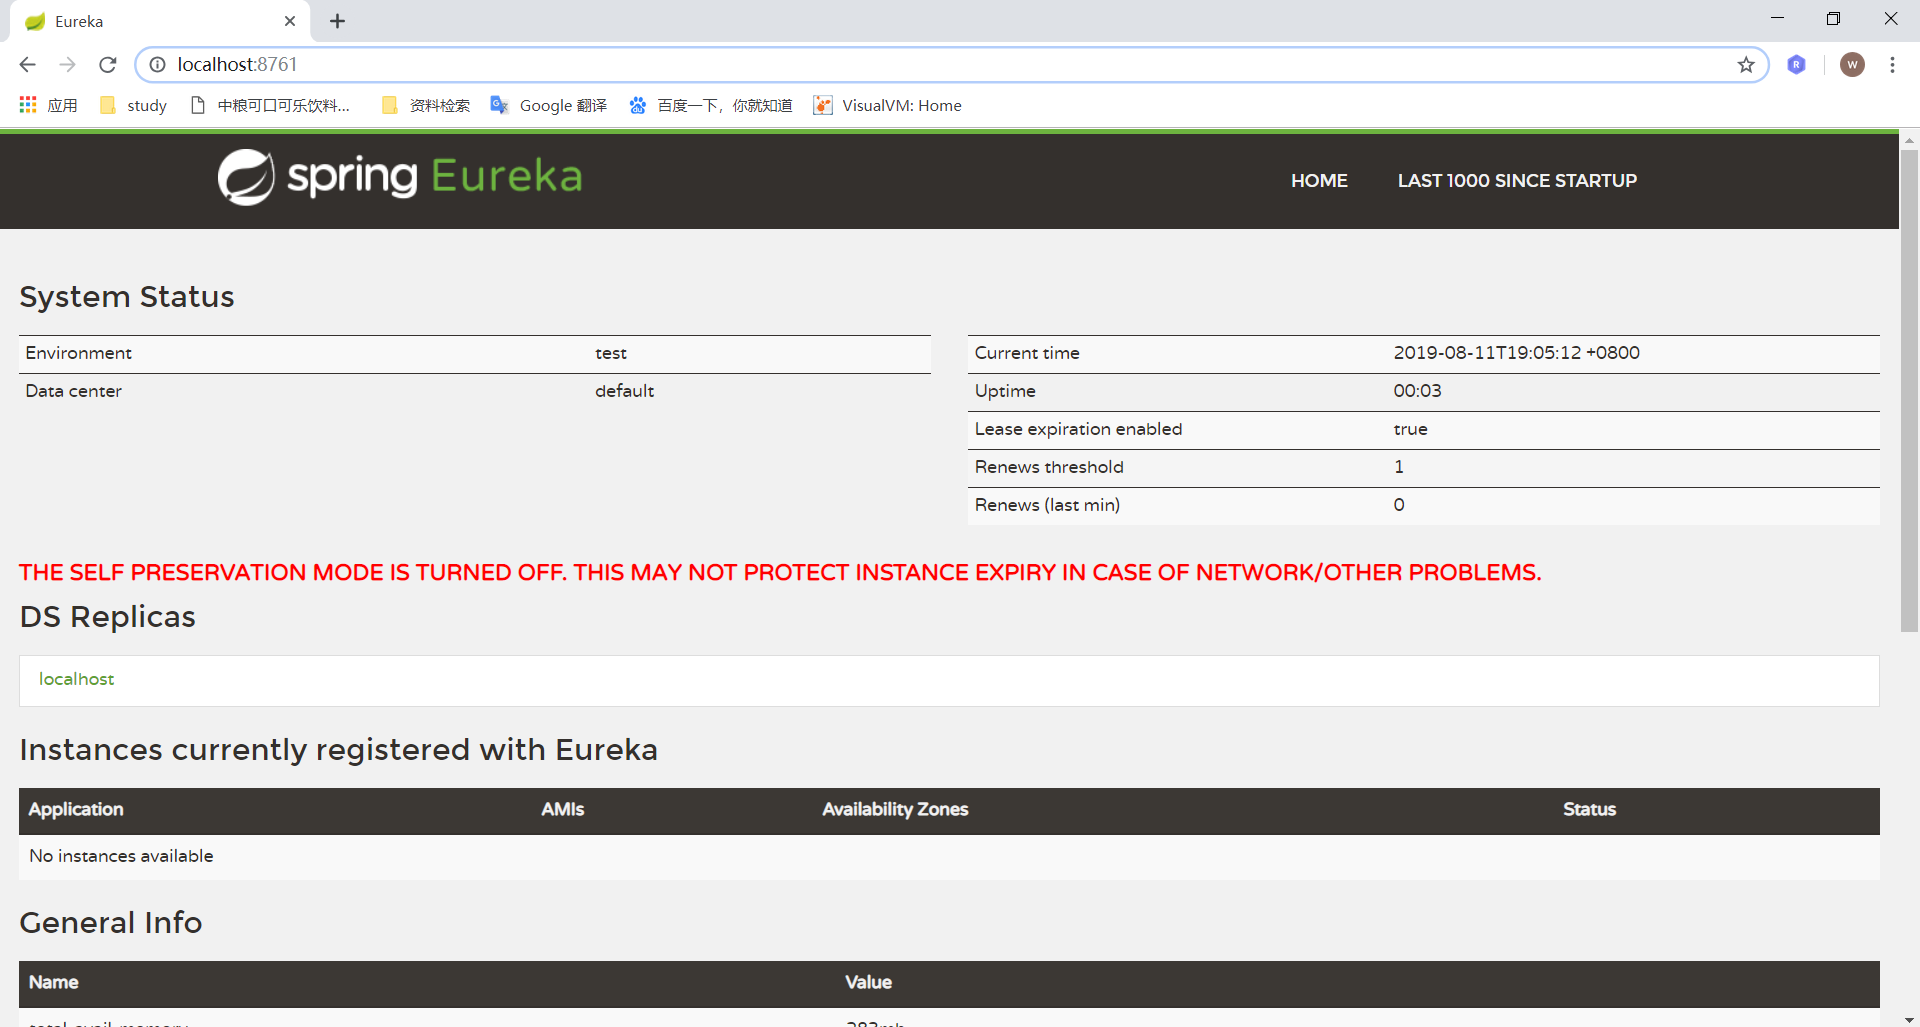 Eureka
localhost:8761
应用 study 中粮可口可乐饮料... 资料检索 Google 翻译 百度一下，你就知道 VisualVM: Home
spring Eureka HOME LAST 1000 SINCE STARTUP
System Status
Environment test
Data center default
Current time 2019-08-11T19:05:12 +0800
Uptime 00:03
Lease expiration enabled true
Renews threshold 1
Renews (last min) 0
THE SELF PRESERVATION MODE IS TURNED OFF. THIS MAY NOT PROTECT INSTANCE EXPIRY IN CASE OF NETWORK/OTHER PROBLEMS.
DS Replicas
localhost
Instances currently registered with Eureka
Application AMIs Availability Zones Status
No instances available
General Info
Name Value